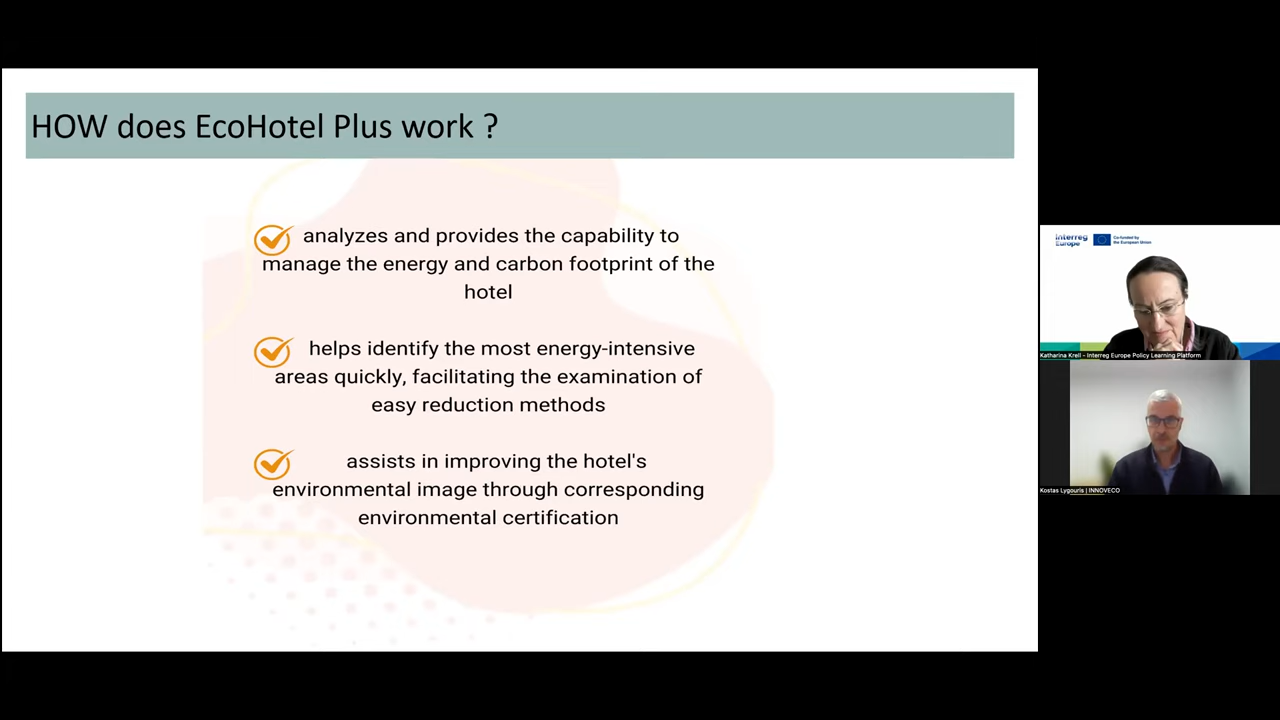 HOW does EcoHotel Plus work ?
analyzes and provides the capability to
manage the energy and carbon footprint of the
hotel
helps identify the most energy-intensive
areas quickly, facilitating the examination of
easy reduction methods
assists in improving the hotel's
environmental image through corresponding
environmental certification
Interreg
Europe
Co-funded by
the European Union
Katharina Krell - Interreg Europe Policy Learning Platform
Kostas Lygouris | INNOVECO